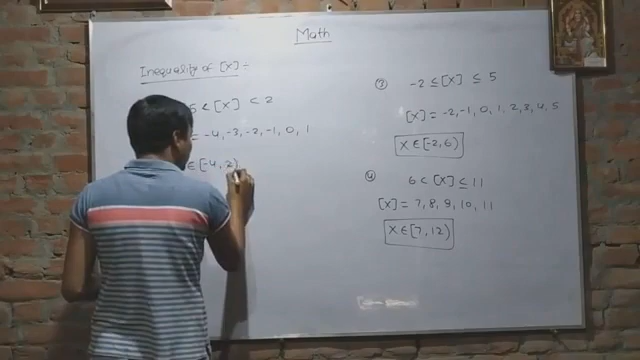 Math
Inequality of [x] :-
< [x] < 2
= -4, -3, -2, -1, 0, 1
∈ [-4, 2)
③ -2 ≤ [x] ≤ 5
[x] = -2, -1, 0, 1, 2, 3, 4, 5
x ∈ [-2, 6)
④ 6 < [x] ≤ 11
[x] = 7, 8, 9, 10, 11
x ∈ [7, 12)